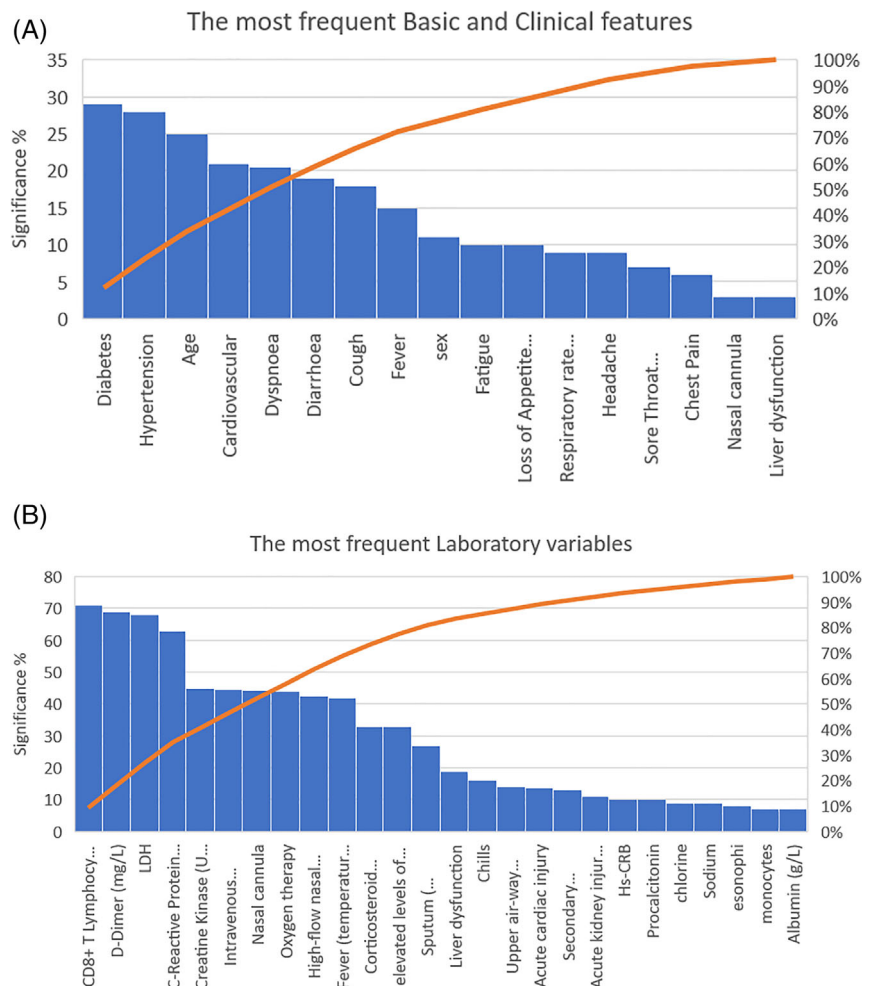 (A)
The most frequent Basic and Clinical features
Significance %
35
30
25
20
15
10
5
0
100%
90%
80%
70%
60%
50%
40%
30%
20%
10%
0%
Diabetes
Hypertension
Age
Cardiovascular
Dyspnoea
Diarrhoea
Cough
Fever
sex
Fatigue
Loss of Appetite...
Respiratory rate...
Headache
Sore Throat...
Chest Pain
Nasal cannula
Liver dysfunction
(B)
The most frequent Laboratory variables
Significance %
80
70
60
50
40
30
20
10
0
100%
90%
80%
70%
60%
50%
40%
30%
20%
10%
0%
CD8+ T Lymphocy...
D-Dimer (mg/L)
LDH
C-Reactive Protein...
Creatine Kinase (U...
Intravenous...
Nasal cannula
Oxygen therapy
High-flow nasal...
Fever (temperatur...
Corticosteroid...
elevated levels of...
Sputum (...
Liver dysfunction
Chills
Upper air-way...
Acute cardiac injury
Secondary...
Acute kidney injur...
Hs-CRB
Procalcitonin
chlorine
Sodium
esonophi
monocytes
Albumin (g/L)